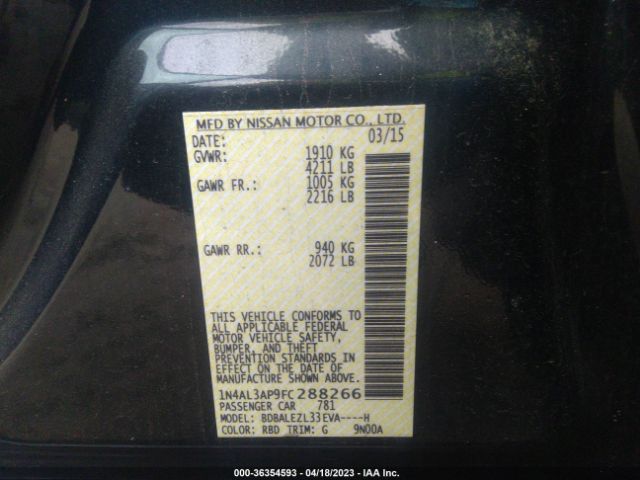 MFD BY NISSAN MOTOR CO., LTD.
DATE: 03/15
GVWR: 1910 KG
4211 LB
GAWR FR.: 1005 KG
2216 LB
GAWR RR.: 940 KG
2072 LB
THIS VEHICLE CONFORMS TO
ALL APPLICABLE FEDERAL
MOTOR VEHICLE SAFETY,
BUMPER, AND THEFT
PREVENTION STANDARDS IN
EFFECT ON THE DATE OF
MANUFACTURE SHOWN ABOVE.
1N4AL3AP9FC288266
PASSENGER CAR 781
MODEL: BDBALEZL33EVA----H
COLOR: RBD TRIM: G 9N00A
000-36354593 - 04/18/2023 - IAA Inc.